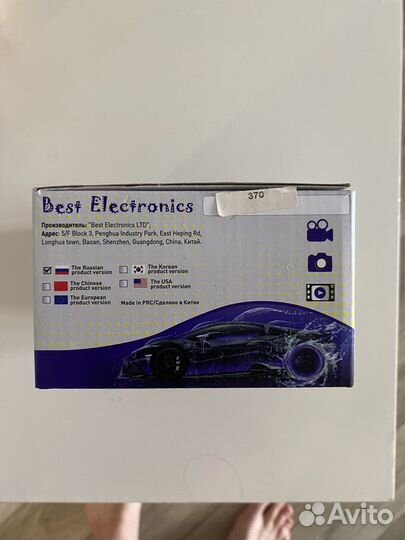 Best Electronics
370
Производитель: "Best Electronics LTD",
Адрес: 5/F Block 3, Penghua Industry Park, East Heping Rd,
Longhua town, Baoan, Shenzhen, Guangdong, China, Китай.
The Russian
product version
The Korean
product version
The Chinese
product version
The USA
product version
The European
product version
Made in PRC/Сделано в Китае
Avito